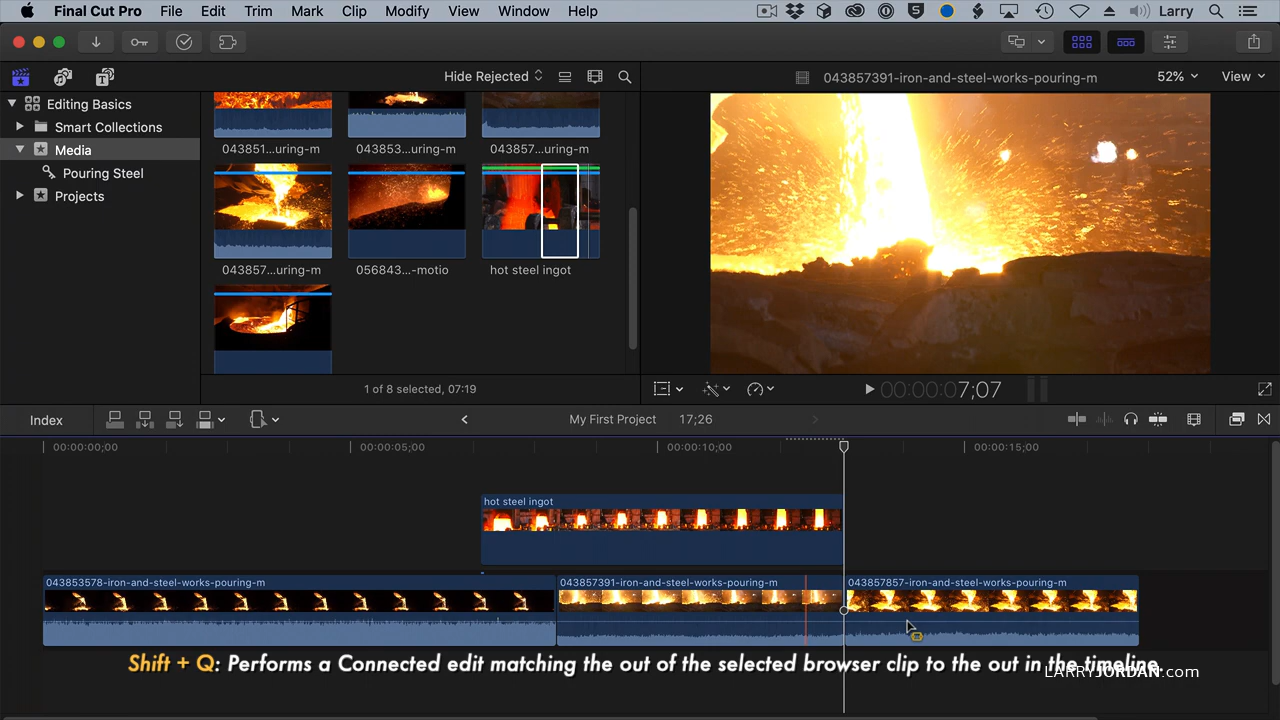 Final Cut Pro File Edit Trim Mark Clip Modify View Window Help Larry
Hide Rejected
043857391-iron-and-steel-works-pouring-m 52% View
Editing Basics
Smart Collections
Media
Pouring Steel
Projects
043851...uring-m 043853...uring-m 043857...uring-m
043857...uring-m 056843...-motio hot steel ingot
1 of 8 selected, 07:19
00:00:07;07
Index My First Project 17;26
00:00:00;00 00:00:05;00 00:00:10;00 00:00:15;00
hot steel ingot
043853578-iron-and-steel-works-pouring-m 043857391-iron-and-steel-works-pouring-m 043857857-iron-and-steel-works-pouring-m
Shift + Q: Performs a Connected edit matching the out of the selected browser clip to the out in the timeline.
LARRYJORDAN.com